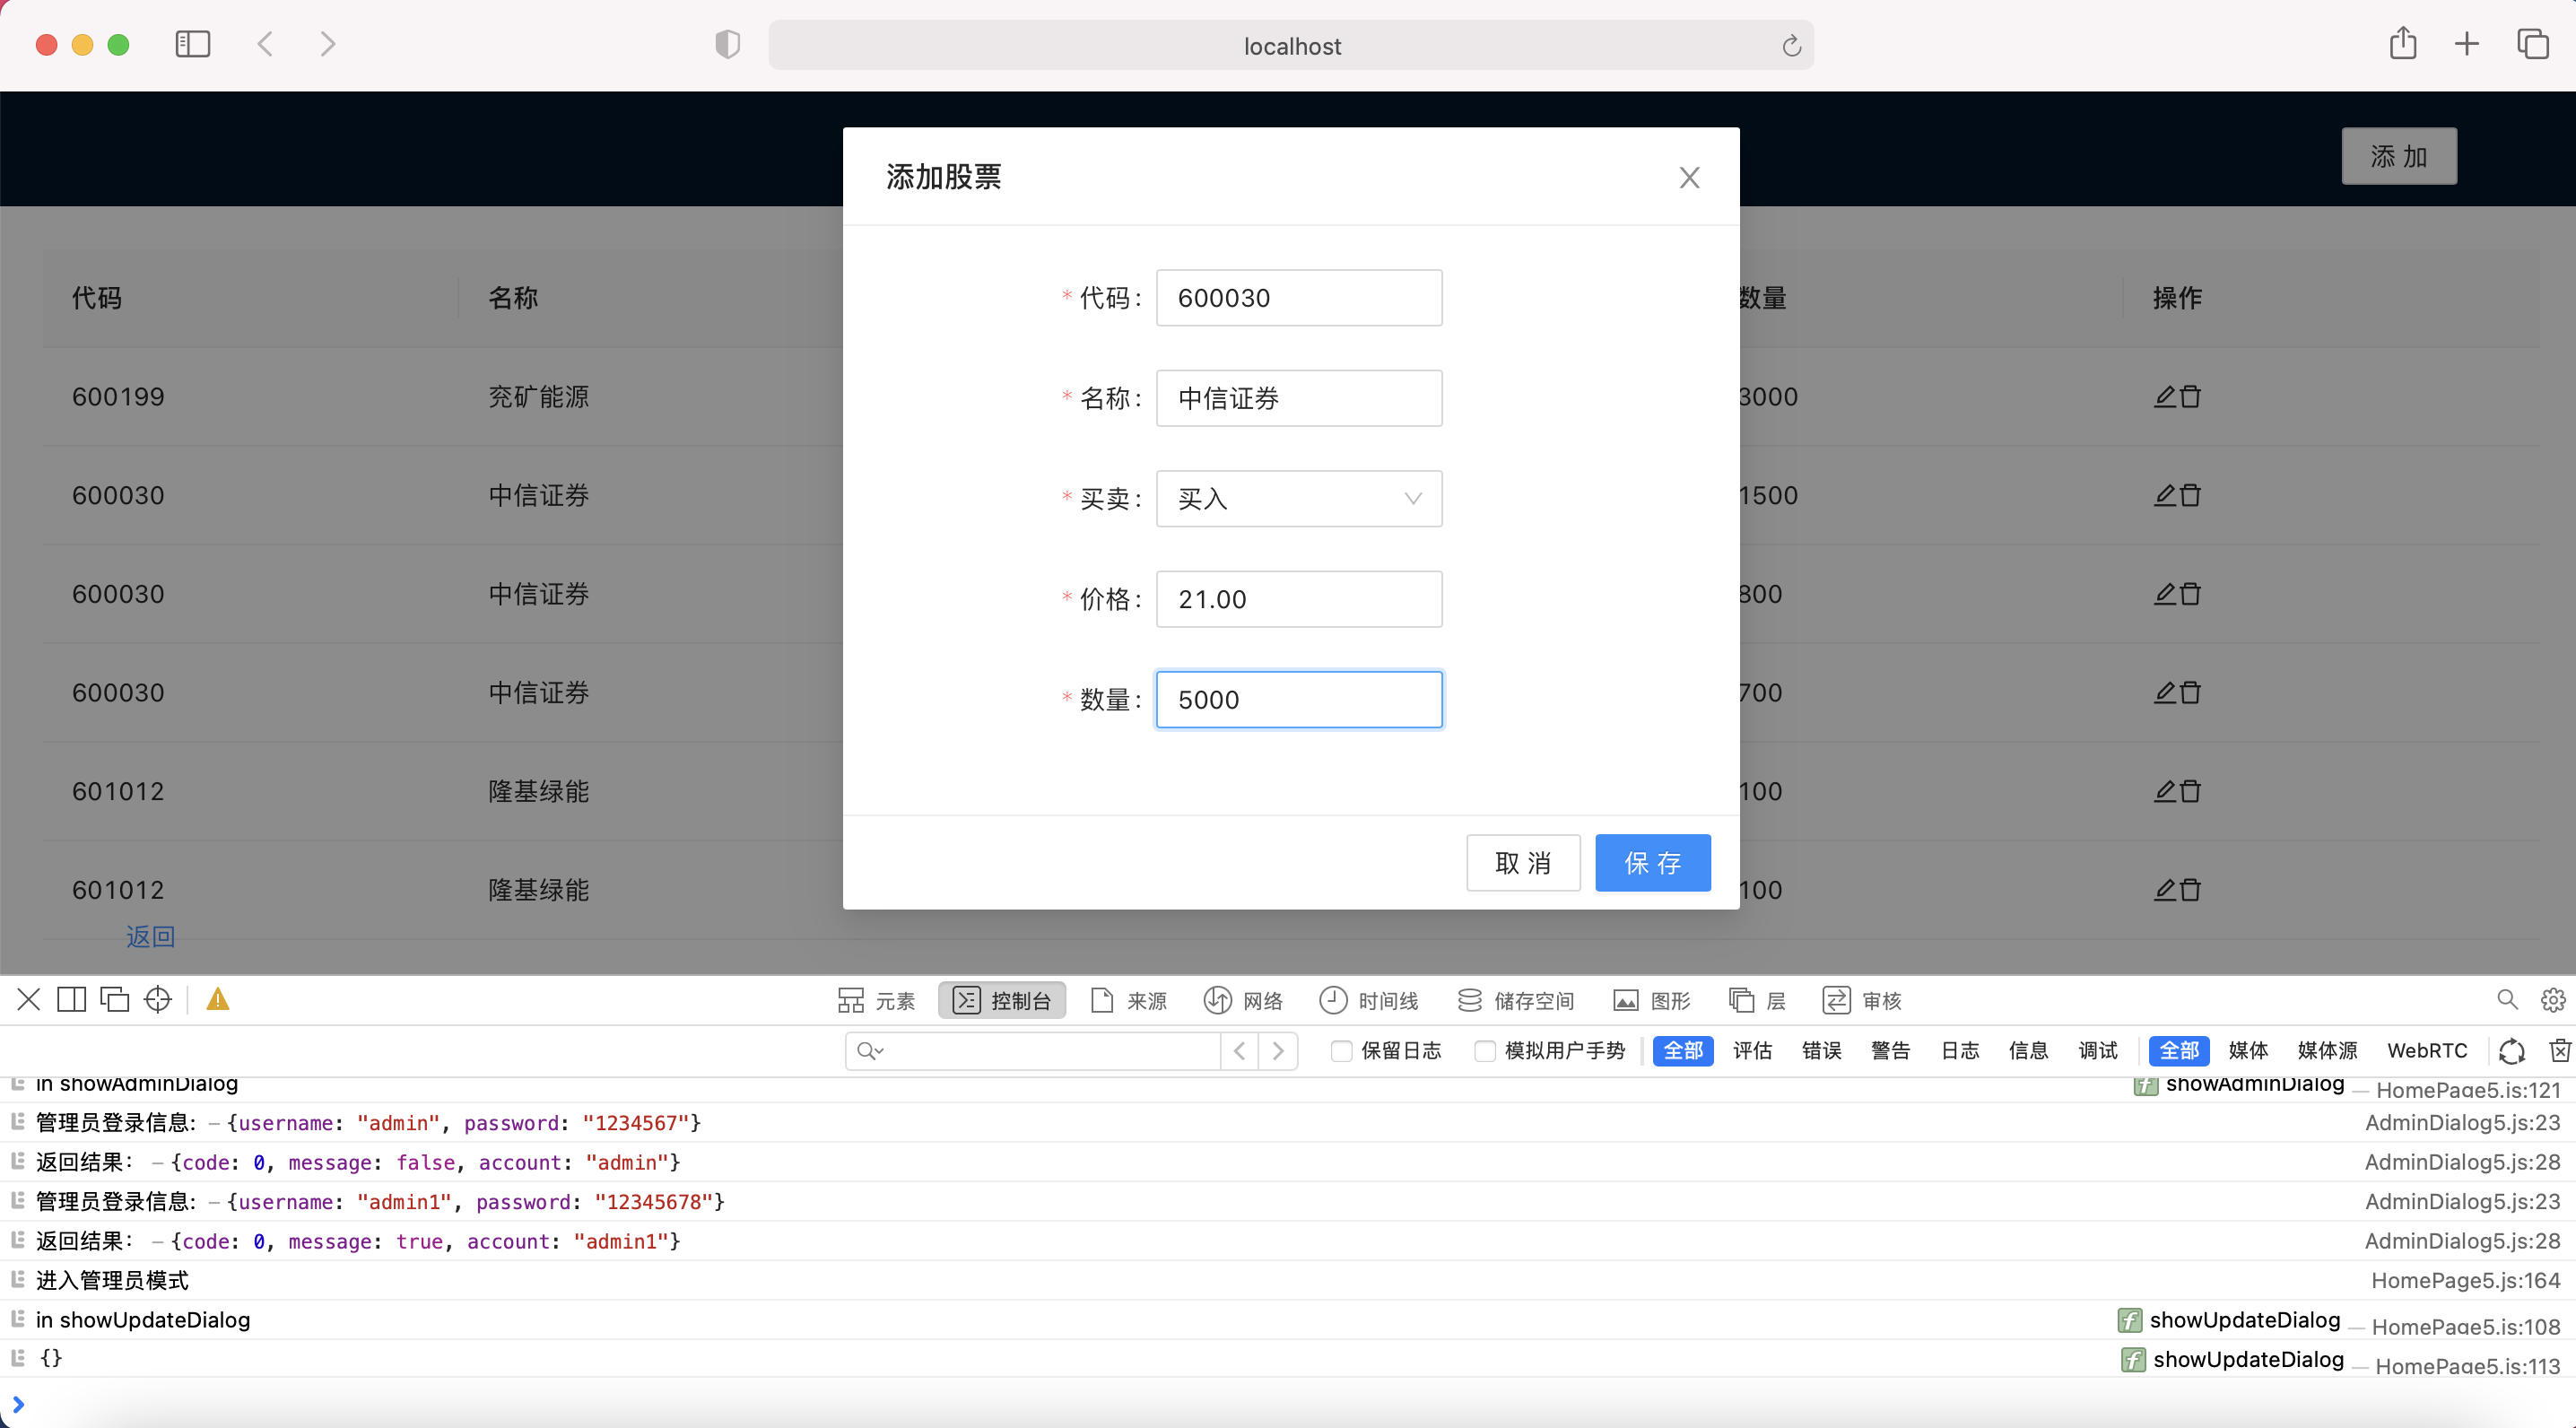 localhost
添 加
添加股票
* 代码: 600030
* 名称: 中信证券
* 买卖: 买入
* 价格: 21.00
* 数量: 5000
取 消 保 存
代码 名称 数量 操作
600199 兖矿能源 3000
600030 中信证券 1500
600030 中信证券 800
600030 中信证券 700
601012 隆基绿能 100
601012 隆基绿能 100
返回
元素 控制台 来源 网络 时间线 储存空间 图形 层 审核
保留日志 模拟用户手势 全部 评估 错误 警告 日志 信息 调试 全部 媒体 媒体源 WebRTC
in showAdminDialog f showAdminDialog — HomePage5.js:121
管理员登录信息: – {username: "admin", password: "1234567"} AdminDialog5.js:23
返回结果: – {code: 0, message: false, account: "admin"} AdminDialog5.js:28
管理员登录信息: – {username: "admin1", password: "12345678"} AdminDialog5.js:23
返回结果: – {code: 0, message: true, account: "admin1"} AdminDialog5.js:28
进入管理员模式 HomePage5.js:164
in showUpdateDialog f showUpdateDialog — HomePage5.js:108
{} f showUpdateDialog — HomePage5.js:113